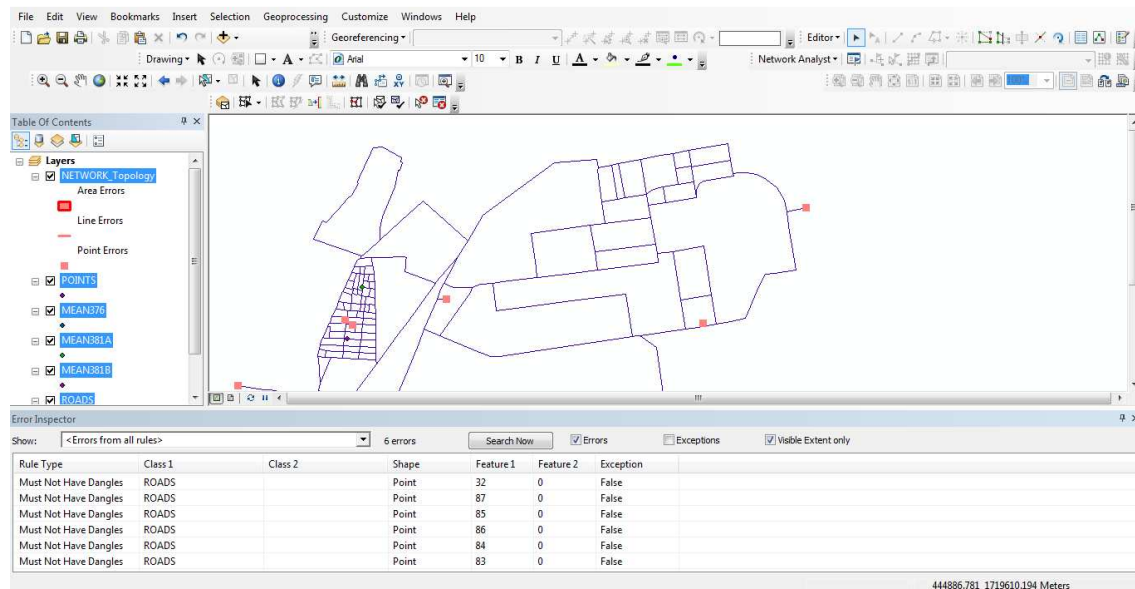 File Edit View Bookmarks Insert Selection Geoprocessing Customize Windows Help
Georeferencing Editor
Drawing A Arial 10 B I U A Network Analyst
Table Of Contents
Layers
NETWORK_Topology
Area Errors
Line Errors
Point Errors
POINTS
MEAN376
MEAN381A
MEAN381B
ROADS
Error Inspector
Show: <Errors from all rules> 6 errors Search Now Errors Exceptions Visible Extent only
Rule Type Class 1 Class 2 Shape Feature 1 Feature 2 Exception
Must Not Have Dangles ROADS Point 32 0 False
Must Not Have Dangles ROADS Point 87 0 False
Must Not Have Dangles ROADS Point 85 0 False
Must Not Have Dangles ROADS Point 86 0 False
Must Not Have Dangles ROADS Point 84 0 False
Must Not Have Dangles ROADS Point 83 0 False
444886.781 1719610.194 Meters